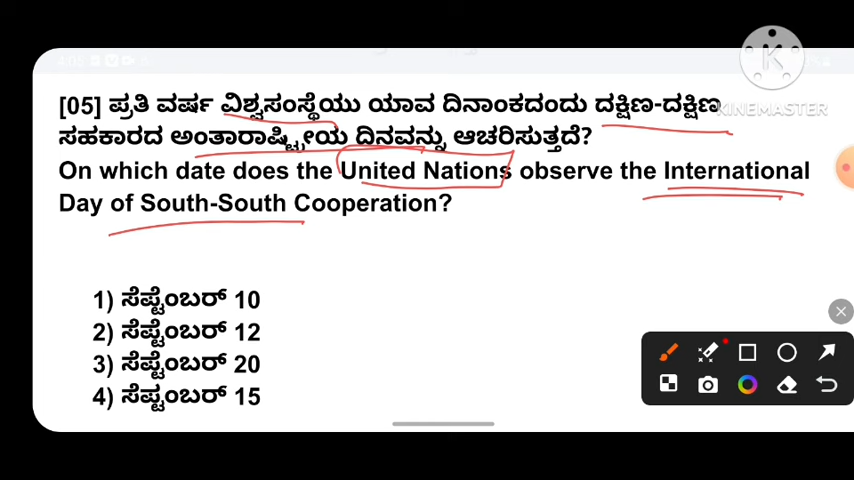 KINEMASTER
[05] ಪ್ರತಿ ವರ್ಷ ವಿಶ್ವಸಂಸ್ಥೆಯು ಯಾವ ದಿನಾಂಕದಂದು ದಕ್ಷಿಣ-ದಕ್ಷಿಣ
ಸಹಕಾರದ ಅಂತಾರಾಷ್ಟ್ರೀಯ ದಿನವನ್ನು ಆಚರಿಸುತ್ತದೆ?
On which date does the United Nations observe the International
Day of South-South Cooperation?
1) ಸೆಪ್ಟೆಂಬರ್ 10
2) ಸೆಪ್ಟೆಂಬರ್ 12
3) ಸೆಪ್ಟೆಂಬರ್ 20
4) ಸೆಪ್ಟಂಬರ್ 15